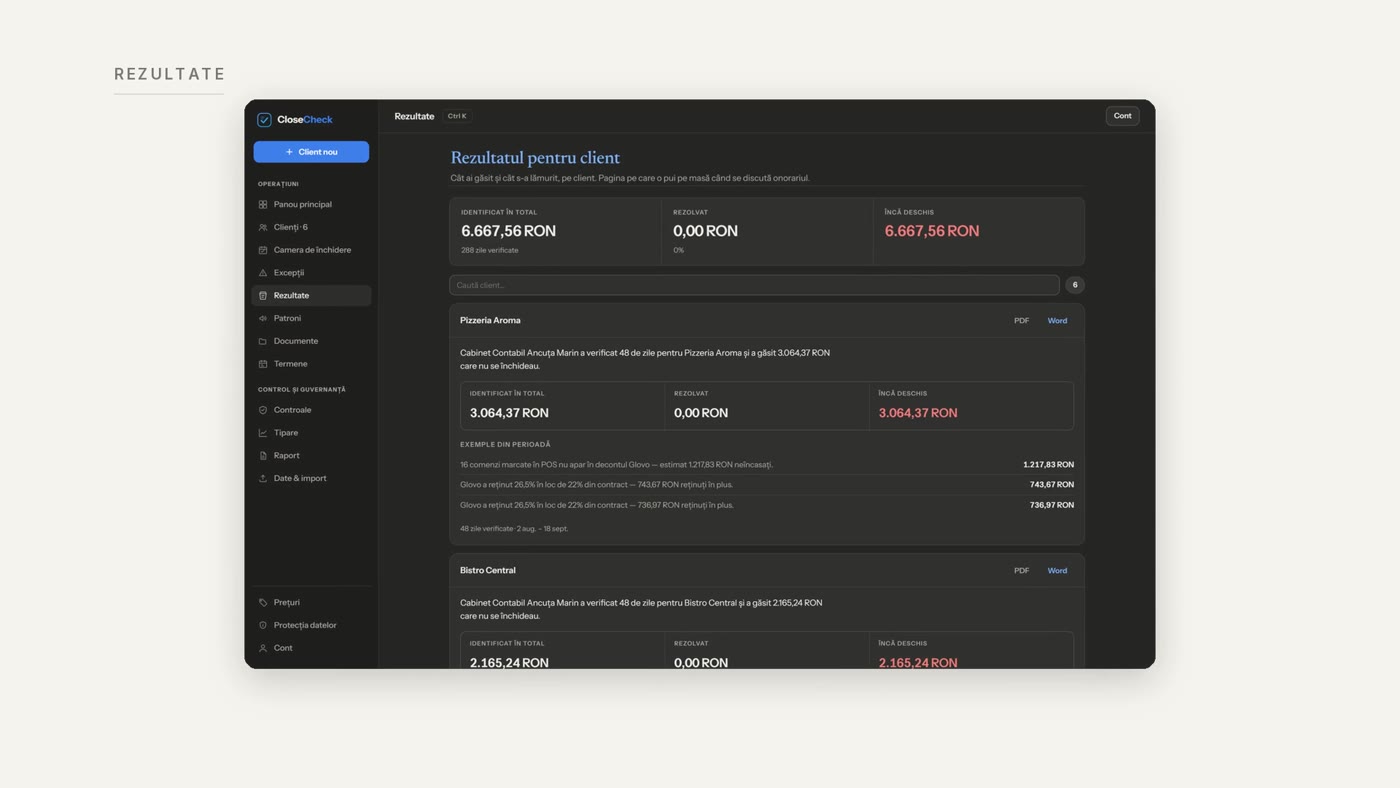 REZULTATE
CloseCheck
Rezultate
Ctrl K
Cont
+ Client nou
OPERAȚIUNI
Panou principal
Clienți · 6
Camera de închidere
Excepții
Rezultate
Patroni
Documente
Termene
CONTROL ȘI GUVERNANȚĂ
Controale
Tipare
Raport
Date & import
Prețuri
Protecția datelor
Cont
Rezultatul pentru client
Cât ai găsit și cât s-a lămurit, pe client. Pagina pe care o pui pe masă când se discută onorariul.
IDENTIFICAT ÎN TOTAL
6.667,56 RON
288 zile verificate
REZOLVAT
0,00 RON
0%
ÎNCĂ DESCHIS
6.667,56 RON
Caută client...
6
Pizzeria Aroma
PDF
Word
Cabinet Contabil Ancuța Marin a verificat 48 de zile pentru Pizzeria Aroma și a găsit 3.064,37 RON
care nu se închideau.
IDENTIFICAT ÎN TOTAL
3.064,37 RON
REZOLVAT
0,00 RON
ÎNCĂ DESCHIS
3.064,37 RON
EXEMPLE DIN PERIOADĂ
16 comenzi marcate în POS nu apar în decontul Glovo — estimat 1.217,83 RON neîncasați.
1.217,83 RON
Glovo a reținut 26,5% în loc de 22% din contract — 743,67 RON reținuți în plus.
743,67 RON
Glovo a reținut 26,5% în loc de 22% din contract — 736,97 RON reținuți în plus.
736,97 RON
48 zile verificate · 2 aug. – 18 sept.
Bistro Central
PDF
Word
Cabinet Contabil Ancuța Marin a verificat 48 de zile pentru Bistro Central și a găsit 2.165,24 RON
care nu se închideau.
IDENTIFICAT ÎN TOTAL
2.165,24 RON
REZOLVAT
0,00 RON
ÎNCĂ DESCHIS
2.165,24 RON